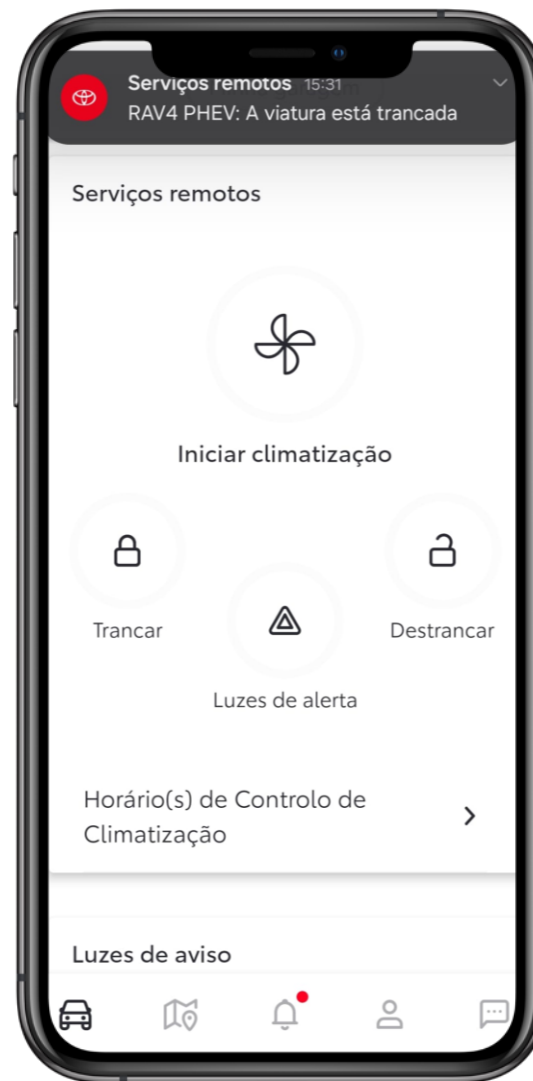 Serviços remotos 15:31
RAV4 PHEV: A viatura está trancada
Serviços remotos
Iniciar climatização
Trancar
Destrancar
Luzes de alerta
Horário(s) de Controlo de
Climatização
Luzes de aviso